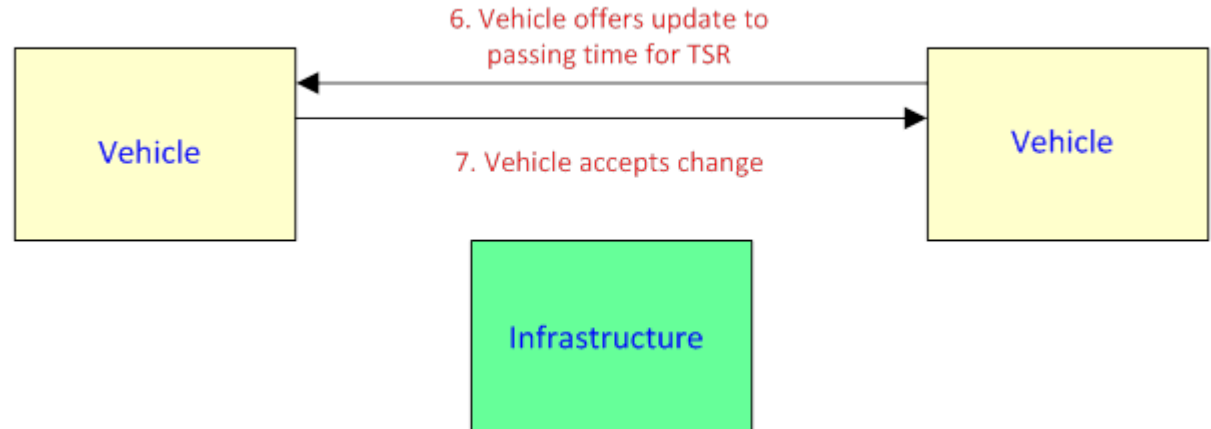 6. Vehicle offers update to
passing time for TSR
Vehicle
Vehicle
7. Vehicle accepts change
Infrastructure